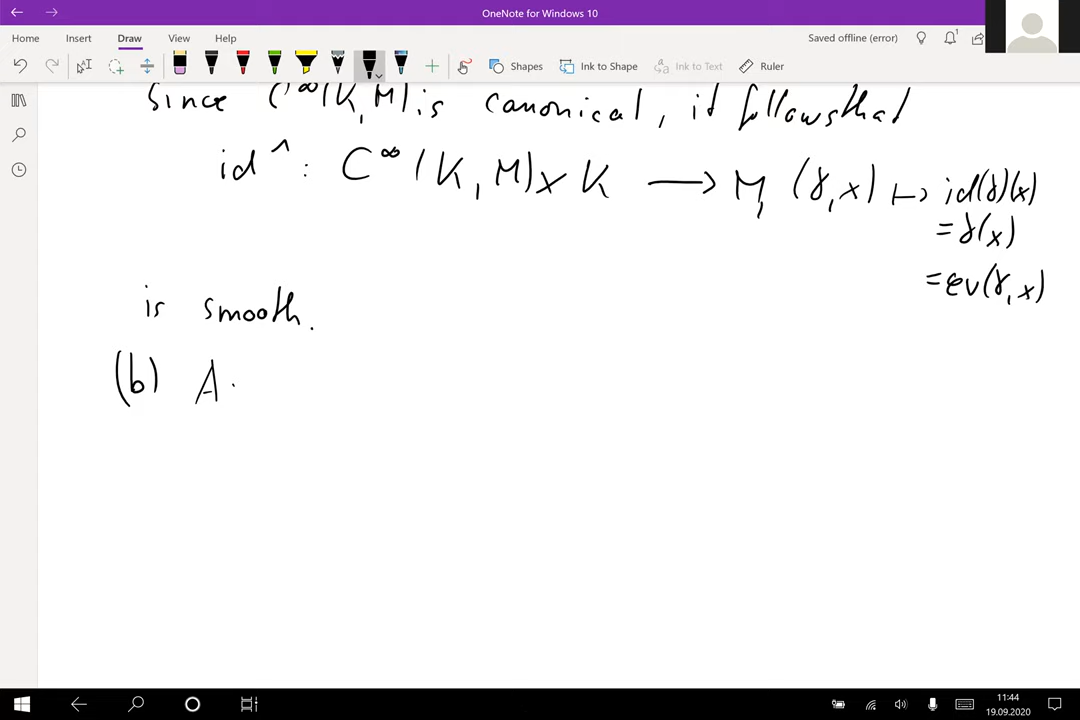 OneNote for Windows 10
Home Insert Draw View Help
Saved offline (error)
Shapes Ink to Shape Ink to Text Ruler
Since C^∞(K, M) is canonical, it follows that
id^∧ : C^∞(K, M) × K ⟶ M, (γ, x) ↦ id(γ)(x)
= γ(x)
= ev(γ, x)
is smooth.
(b) A.
11:44
19.09.2020